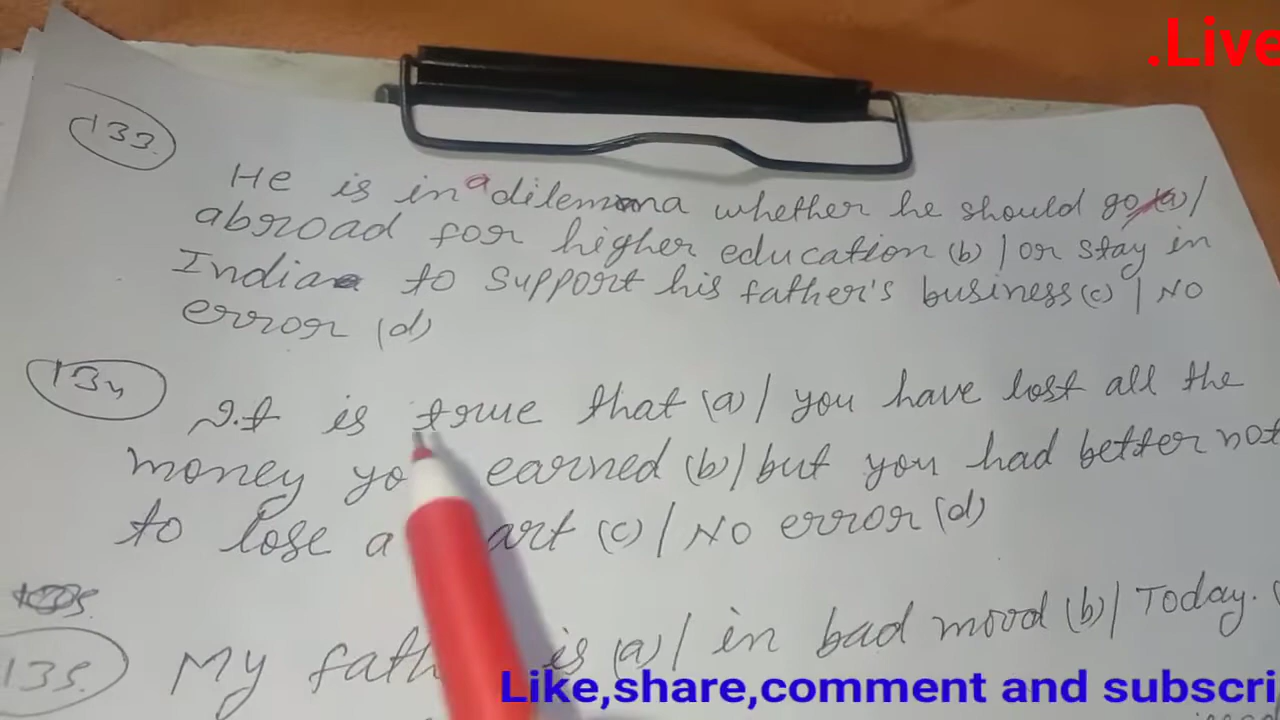 .Live
133.
He is in a dilemma whether he should go (a) /
abroad for higher education (b) / or stay in
India to support his father's business (c) / No
error (d)
134
It is true that (a) / you have lost all the
money earned (b) / but you had better not
to lose a (c) / No error (d)
135.
My is (a) / in bad mood (b) / Today.
Like,share,comment and subscri